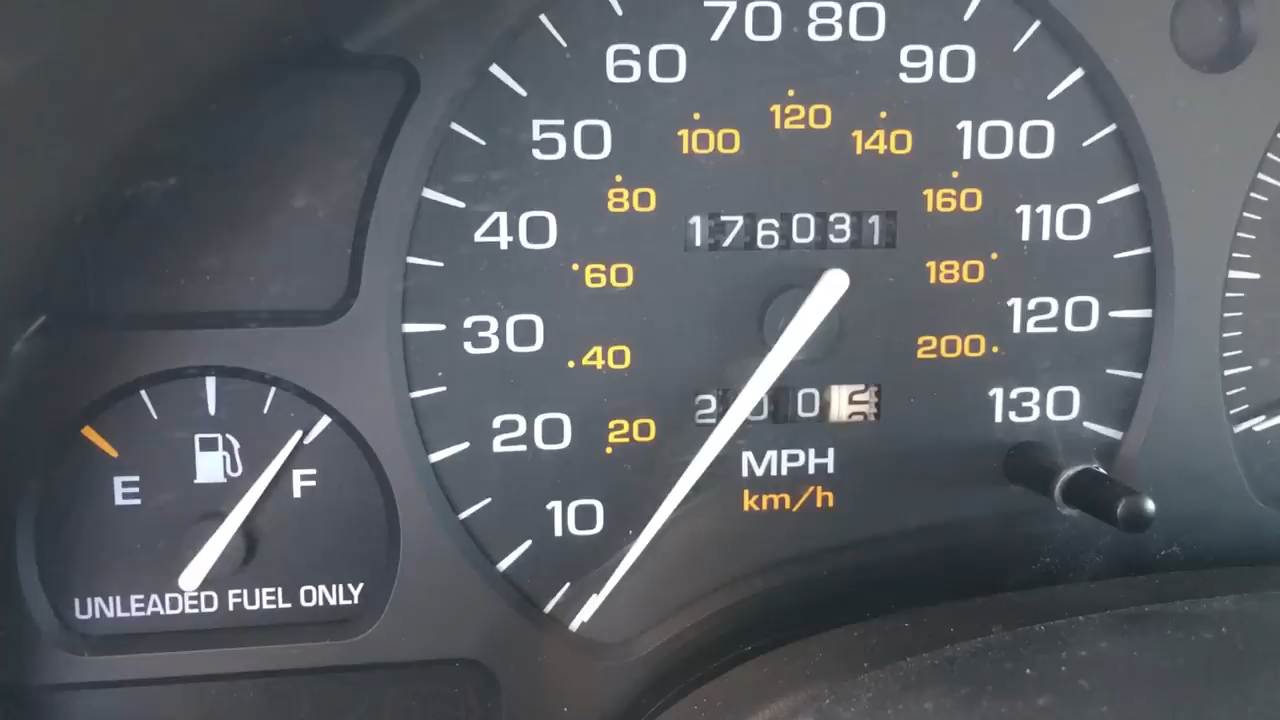 70 80
60 90
50 100 120 140 100
40 80 176031 160 110
60 180
30 40 200 120
20 20 130
MPH
10 km/h
E F
UNLEADED FUEL ONLY